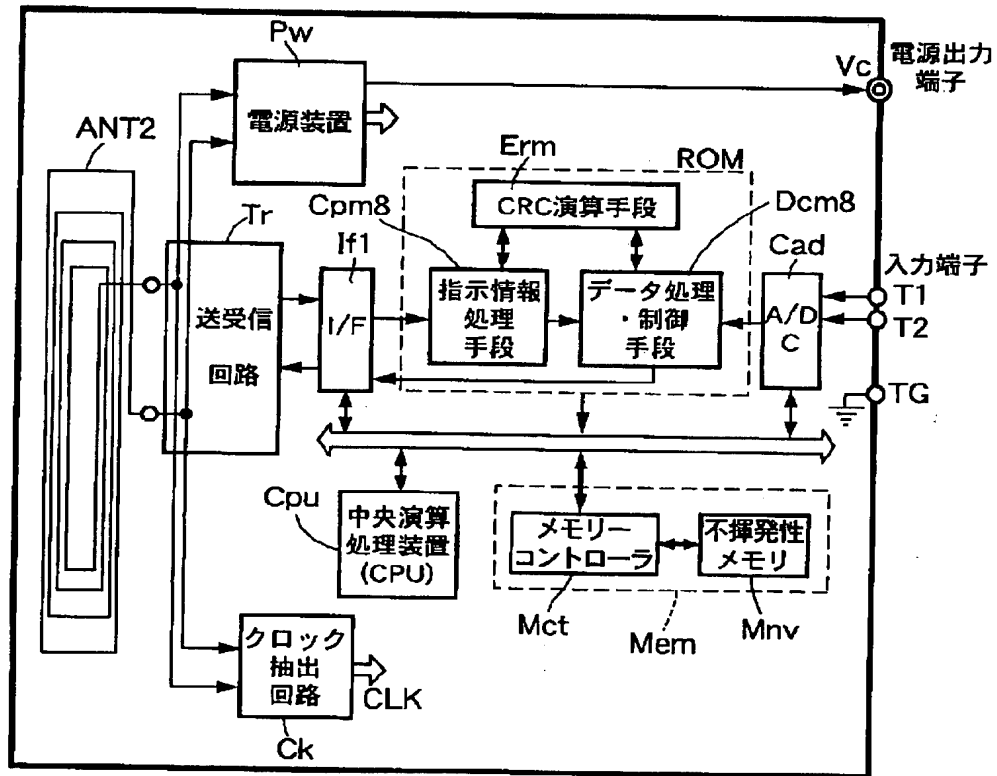 Pw
電源装置
Vc
電源出力
端子
ANT2
Erm
ROM
CRC演算手段
Cpm8
Dcm8
Tr
If1
Cad
送受信
回路
I/F
指示情報
処理
手段
データ処理
・制御
手段
A/D
C
入力端子
T1
T2
TG
Cpu
中央演算
処理装置
(CPU)
メモリー
コントローラ
不揮発性
メモリ
Mct
Mem
Mnv
クロック
抽出
回路
CLK
Ck